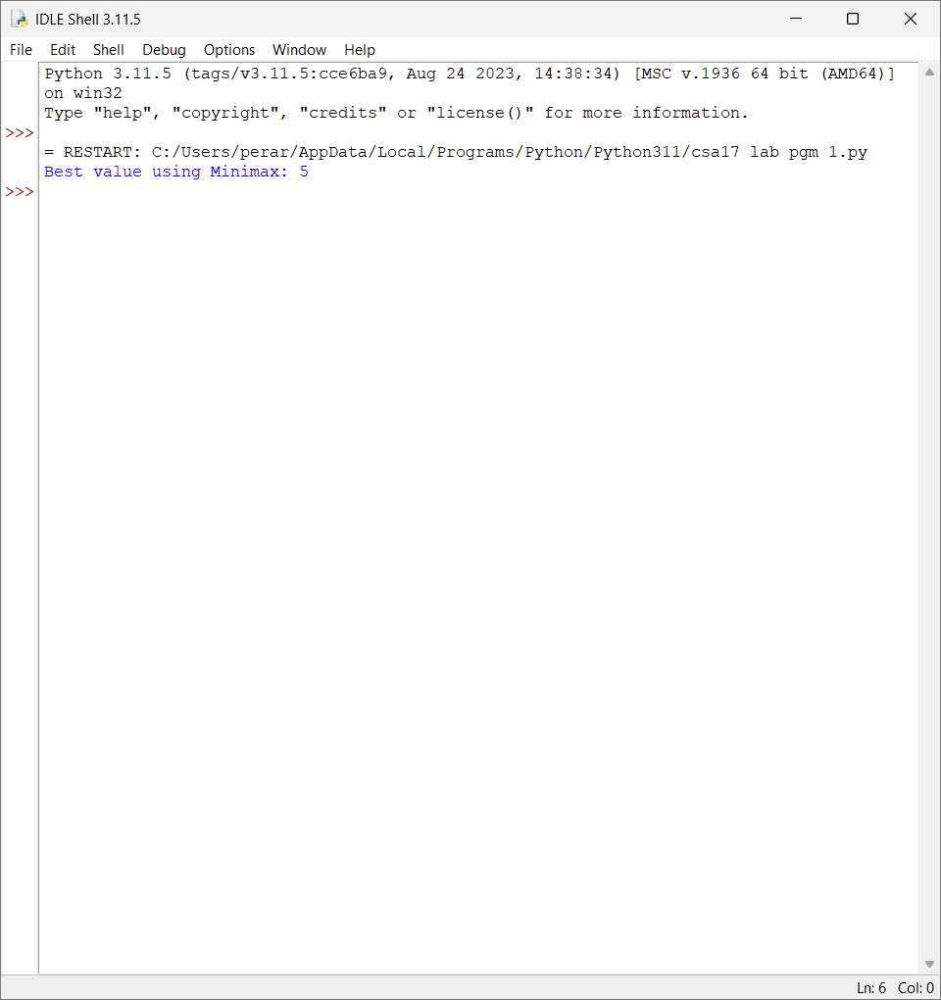 IDLE Shell 3.11.5
File Edit Shell Debug Options Window Help
Python 3.11.5 (tags/v3.11.5:cce6ba9, Aug 24 2023, 14:38:34) [MSC v.1936 64 bit (AMD64)]
on win32
Type "help", "copyright", "credits" or "license()" for more information.
>>>
= RESTART: C:/Users/perar/AppData/Local/Programs/Python/Python311/csa17 lab pgm 1.py
Best value using Minimax: 5
>>>
Ln: 6 Col: 0